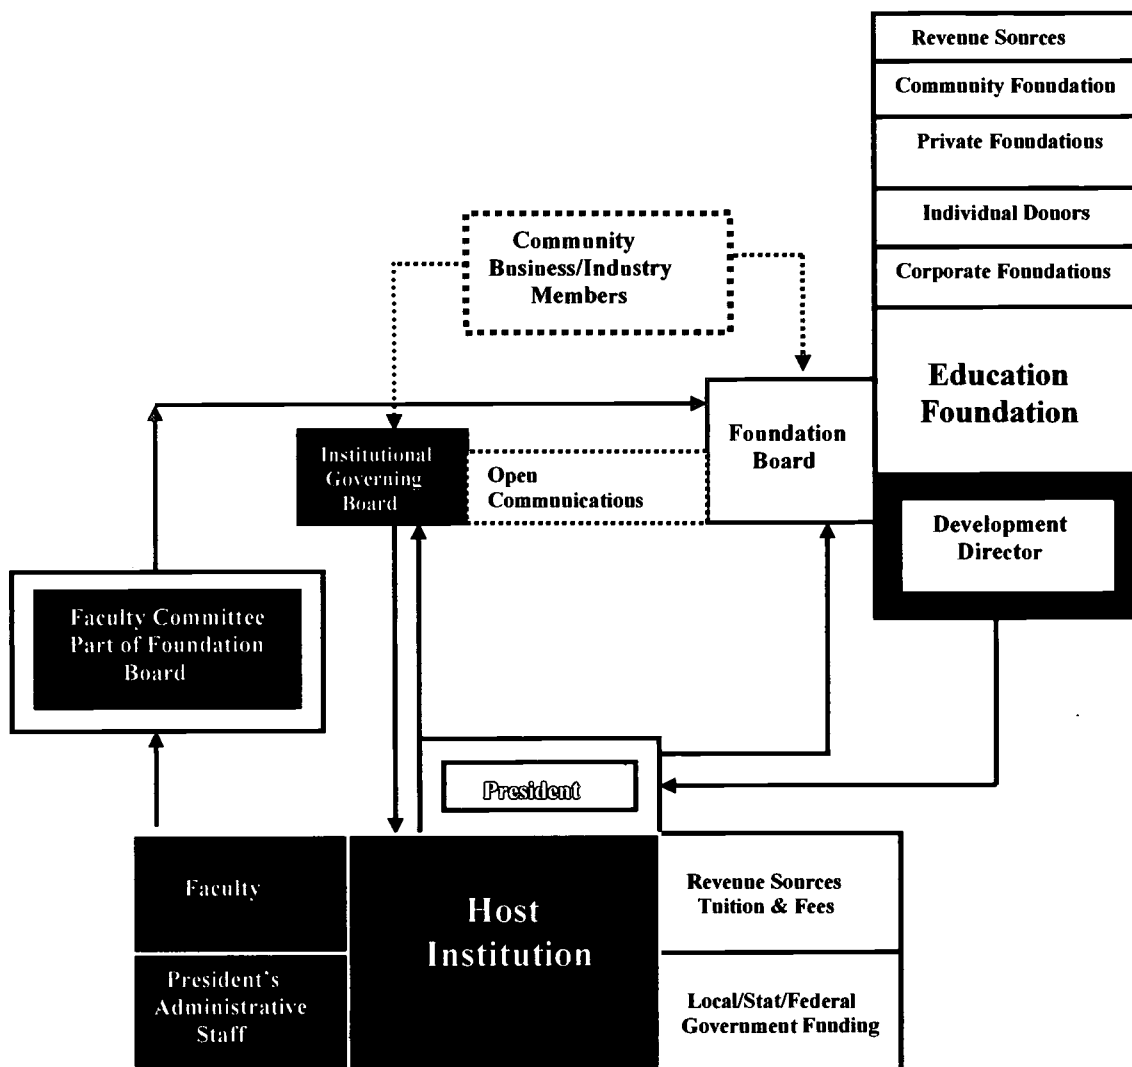 Revenue Sources
Community Foundation
Private Foundations
Individual Donors
Corporate Foundations
Community
Business/Industry
Members
Education
Foundation
Foundation
Board
Institutional
Governing
Board
Open
Communications
Development
Director
Faculty Committee
Part of Foundation
Board
President
Faculty
Host
Institution
Revenue Sources
Tuition & Fees
President's
Administrative
Staff
Local/Stat/Federal
Government Funding